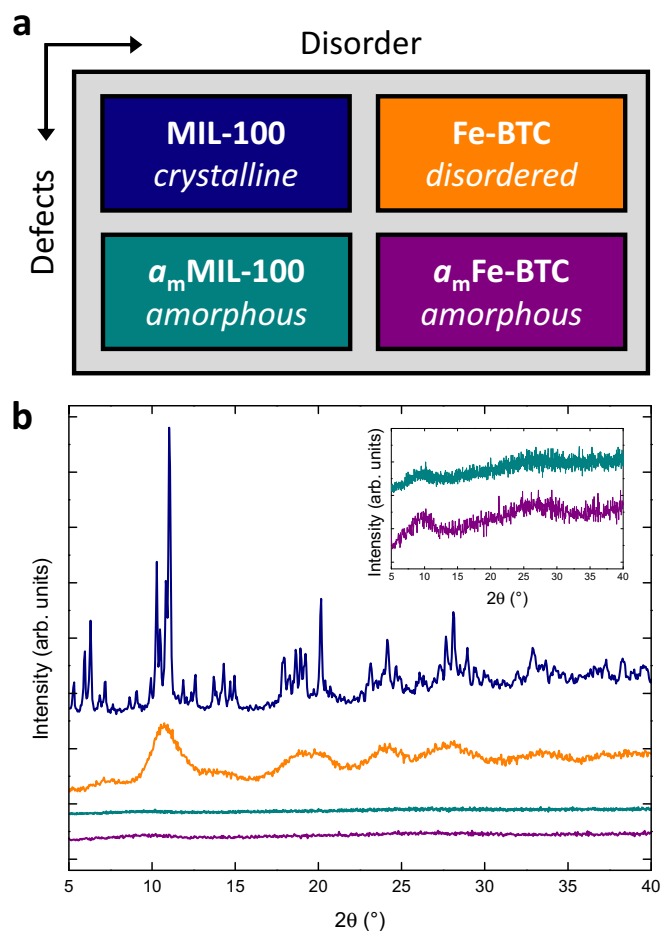 a
Disorder
Defects
MIL-100
crystalline
Fe-BTC
disordered
aₘMIL-100
amorphous
aₘFe-BTC
amorphous
b
Intensity (arb. units)
5 10 15 20 25 30 35 40
2θ (°)
Intensity (arb. units)
5 10 15 20 25 30 35 40
2θ (°)